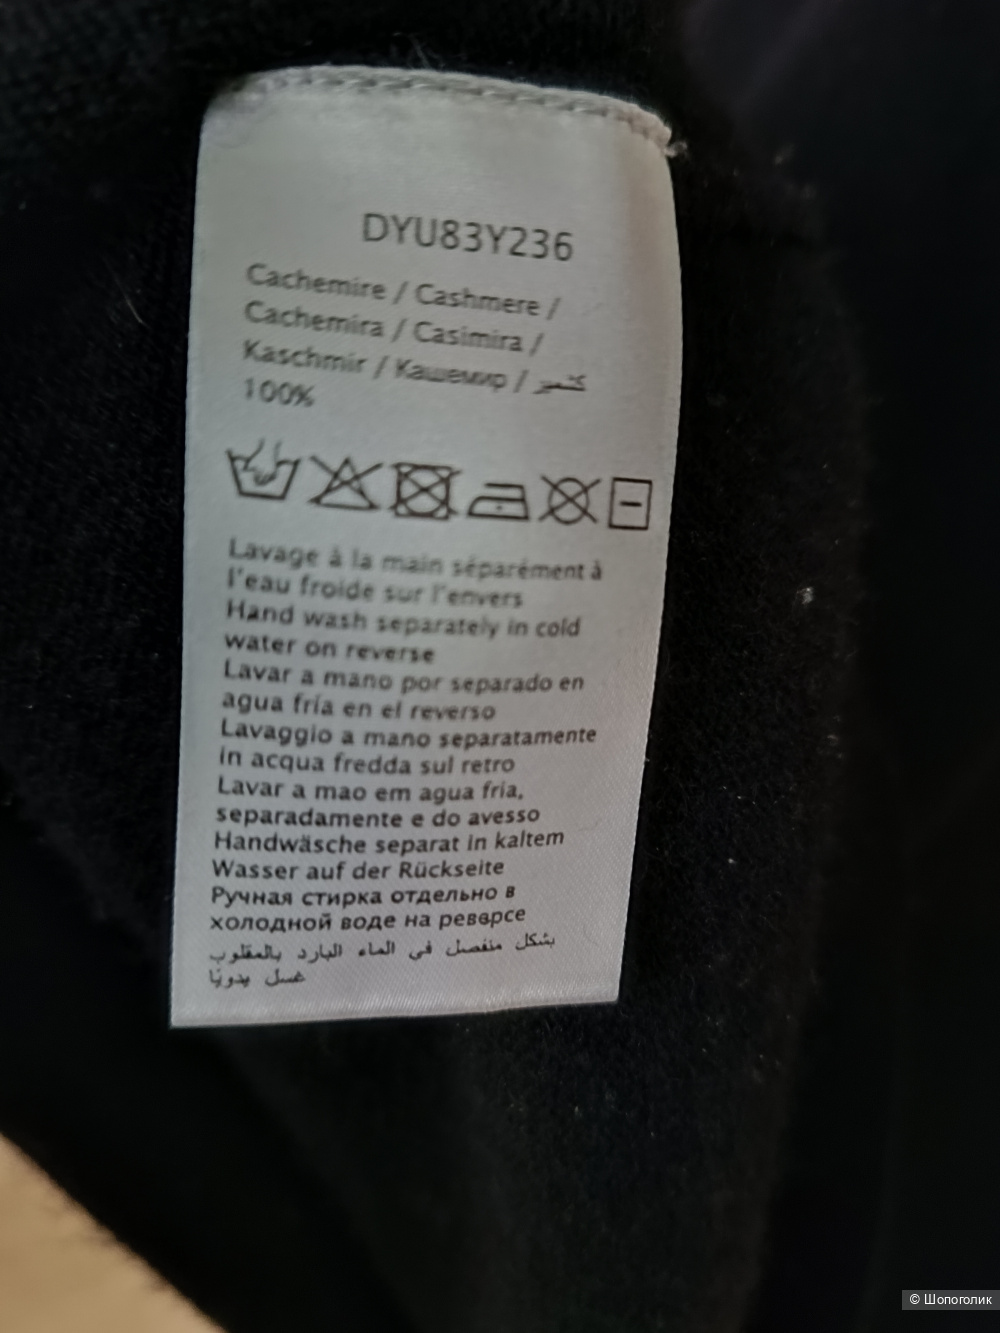 DYU83Y236
Cachemire / Cashmere /
Cachemira / Casimira /
Kaschmir / Кашемир / كشمير
100%
Lavage à la main séparément à
l'eau froide sur l'envers
Hand wash separately in cold
water on reverse
Lavar a mano por separado en
agua fría en el reverso
Lavaggio a mano separatamente
in acqua fredda sul retro
Lavar a mao em agua fria,
separadamente e do avesso
Handwäsche separat in kaltem
Wasser auf der Rückseite
Ручная стирка отдельно в
холодной воде на реверсе
بشكل منفصل في الماء البارد بالمقلوب
غسل يدويًا
© Шопоголик